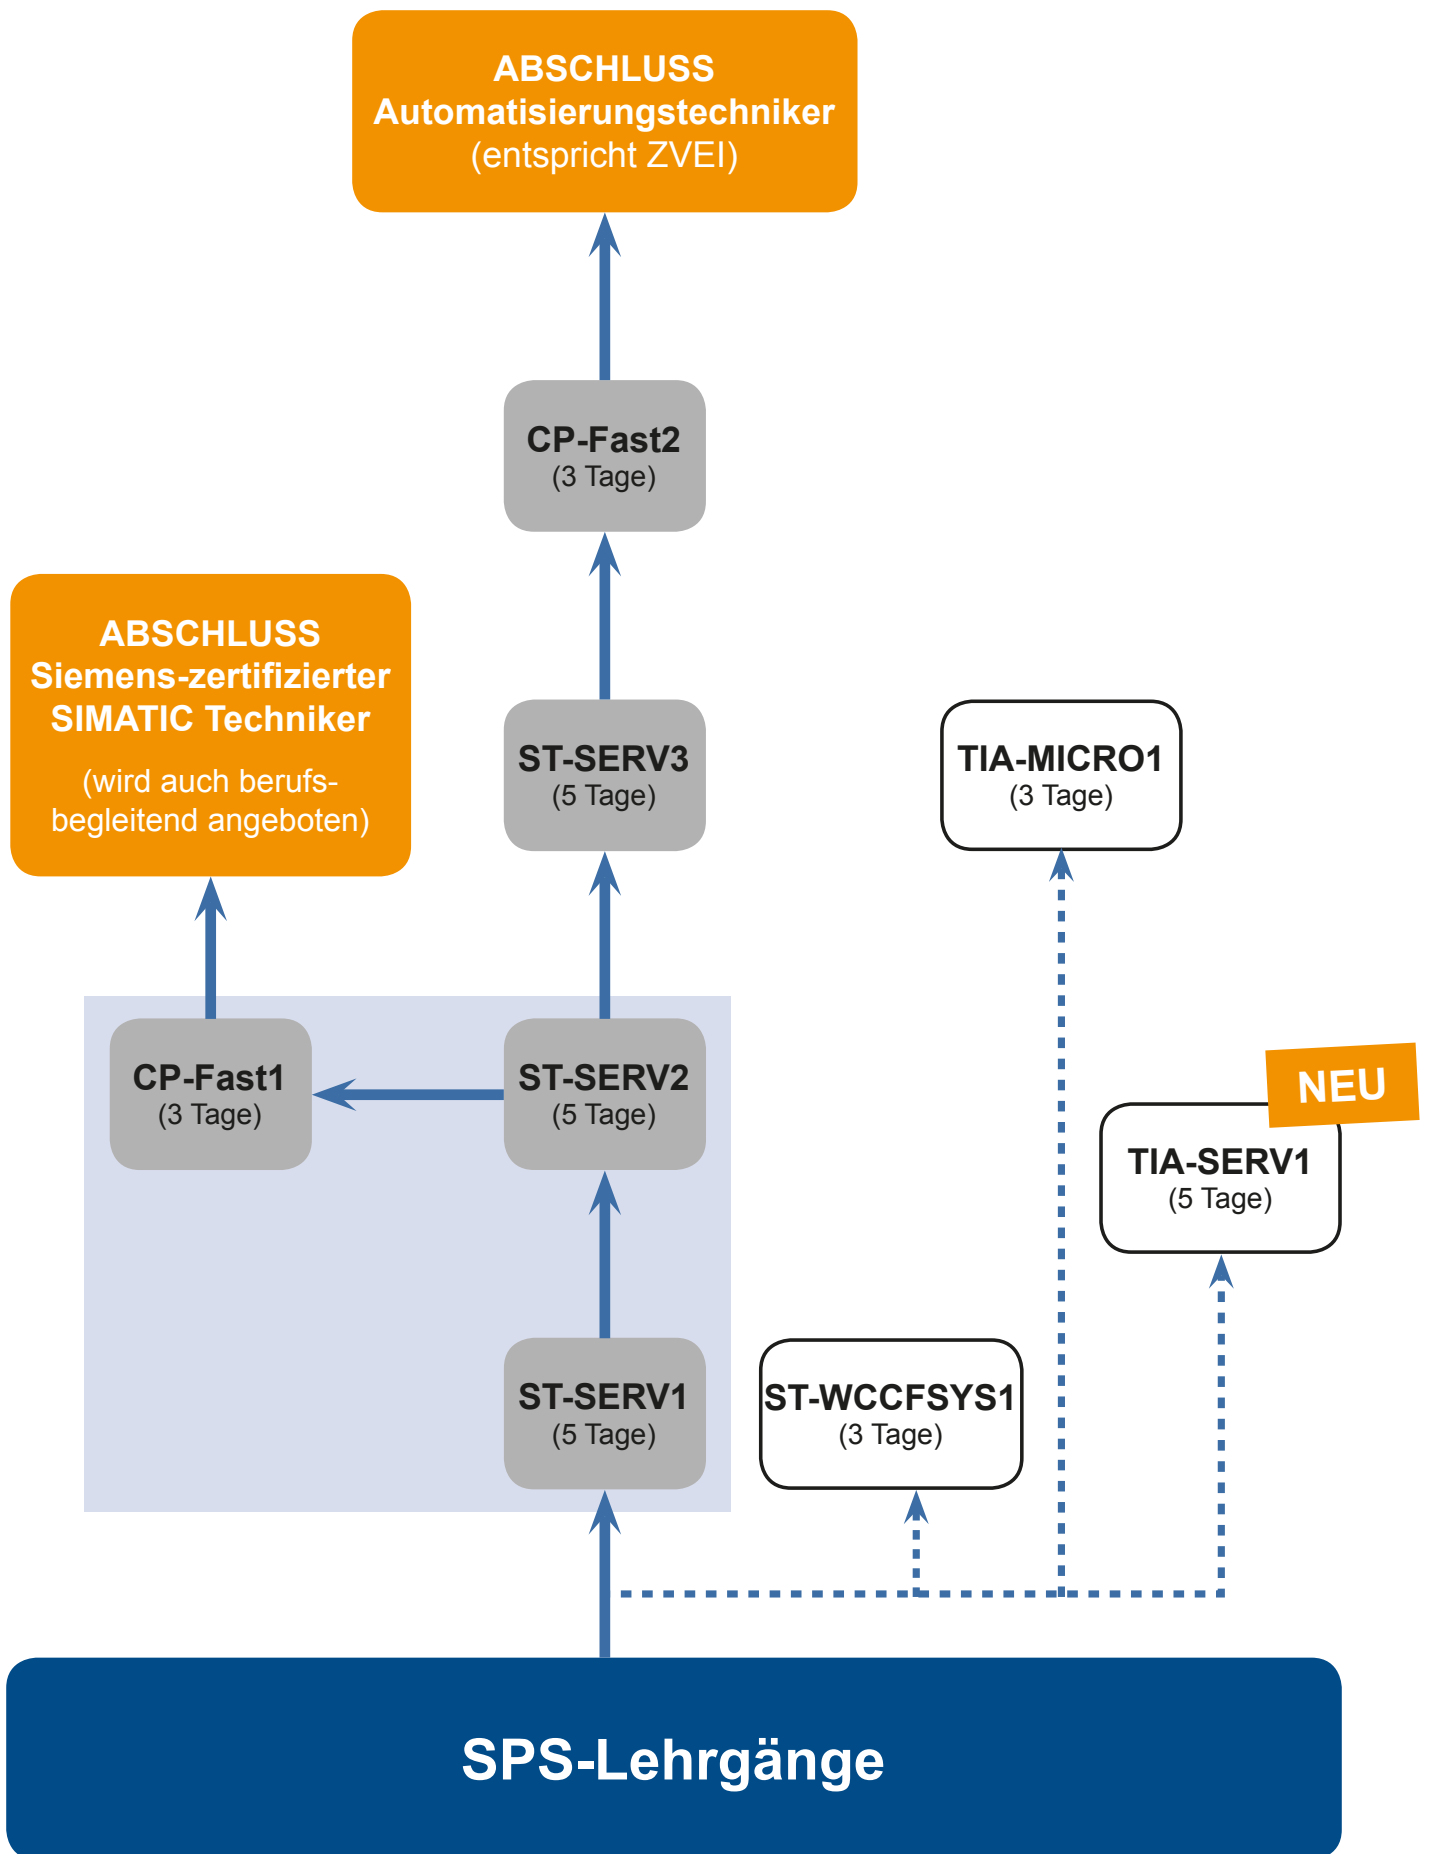 ABSCHLUSS
Automatisierungstechniker
(entspricht ZVEI)
CP-Fast2
(3 Tage)
ABSCHLUSS
Siemens-zertifizierter
SIMATIC Techniker
(wird auch berufs-
begleitend angeboten)
ST-SERV3
(5 Tage)
TIA-MICRO1
(3 Tage)
CP-Fast1
(3 Tage)
ST-SERV2
(5 Tage)
NEU
TIA-SERV1
(5 Tage)
ST-SERV1
(5 Tage)
ST-WCCFSYS1
(3 Tage)
SPS-Lehrgänge